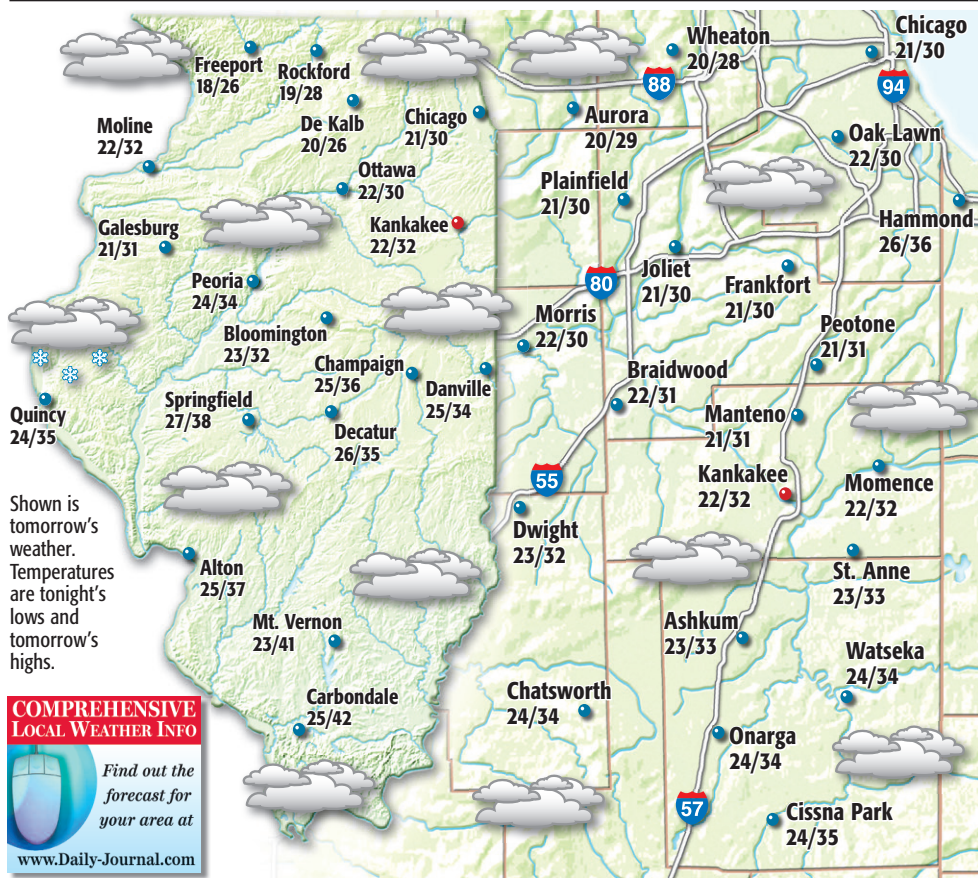 Freeport
18/26
Rockford
19/28
De Kalb
20/26
Chicago
21/30
Moline
22/32
Ottawa
22/30
Galesburg
21/31
Kankakee
22/32
Peoria
24/34
Bloomington
23/32
Champaign
25/36
Danville
25/34
Quincy
24/35
Springfield
27/38
Decatur
26/35
Shown is
tomorrow's
weather.
Temperatures
are tonight's
lows and
tomorrow's
highs.
Alton
25/37
Mt. Vernon
23/41
Carbondale
25/42
COMPREHENSIVE
LOCAL WEATHER INFO
Find out the
forecast for
your area at
www.Daily-Journal.com
Wheaton
20/28
Chicago
21/30
88
94
Aurora
20/29
Oak Lawn
22/30
Plainfield
21/30
Hammond
26/36
Joliet
21/30
Frankfort
21/30
80
Morris
22/30
Peotone
21/31
Braidwood
22/31
Manteno
21/31
Kankakee
22/32
Momence
22/32
55
Dwight
23/32
St. Anne
23/33
Ashkum
23/33
Watseka
24/34
Chatsworth
24/34
Onarga
24/34
57
Cissna Park
24/35